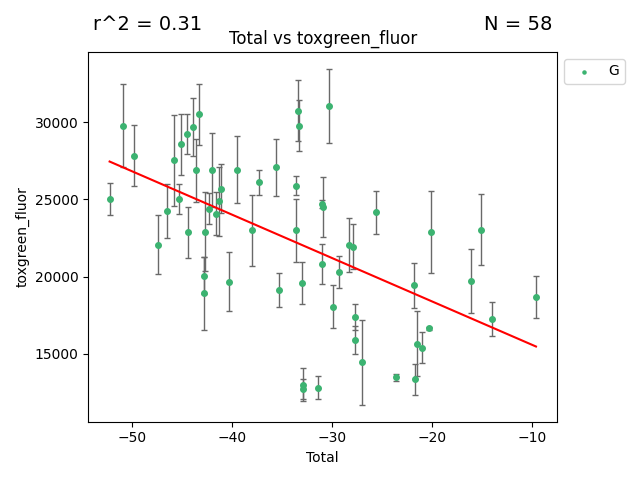 r^2 = 0.31
N = 58
Total vs toxgreen_fluor
G
30000
25000
20000
15000
toxgreen_fluor
−50
−40
−30
−20
−10
Total